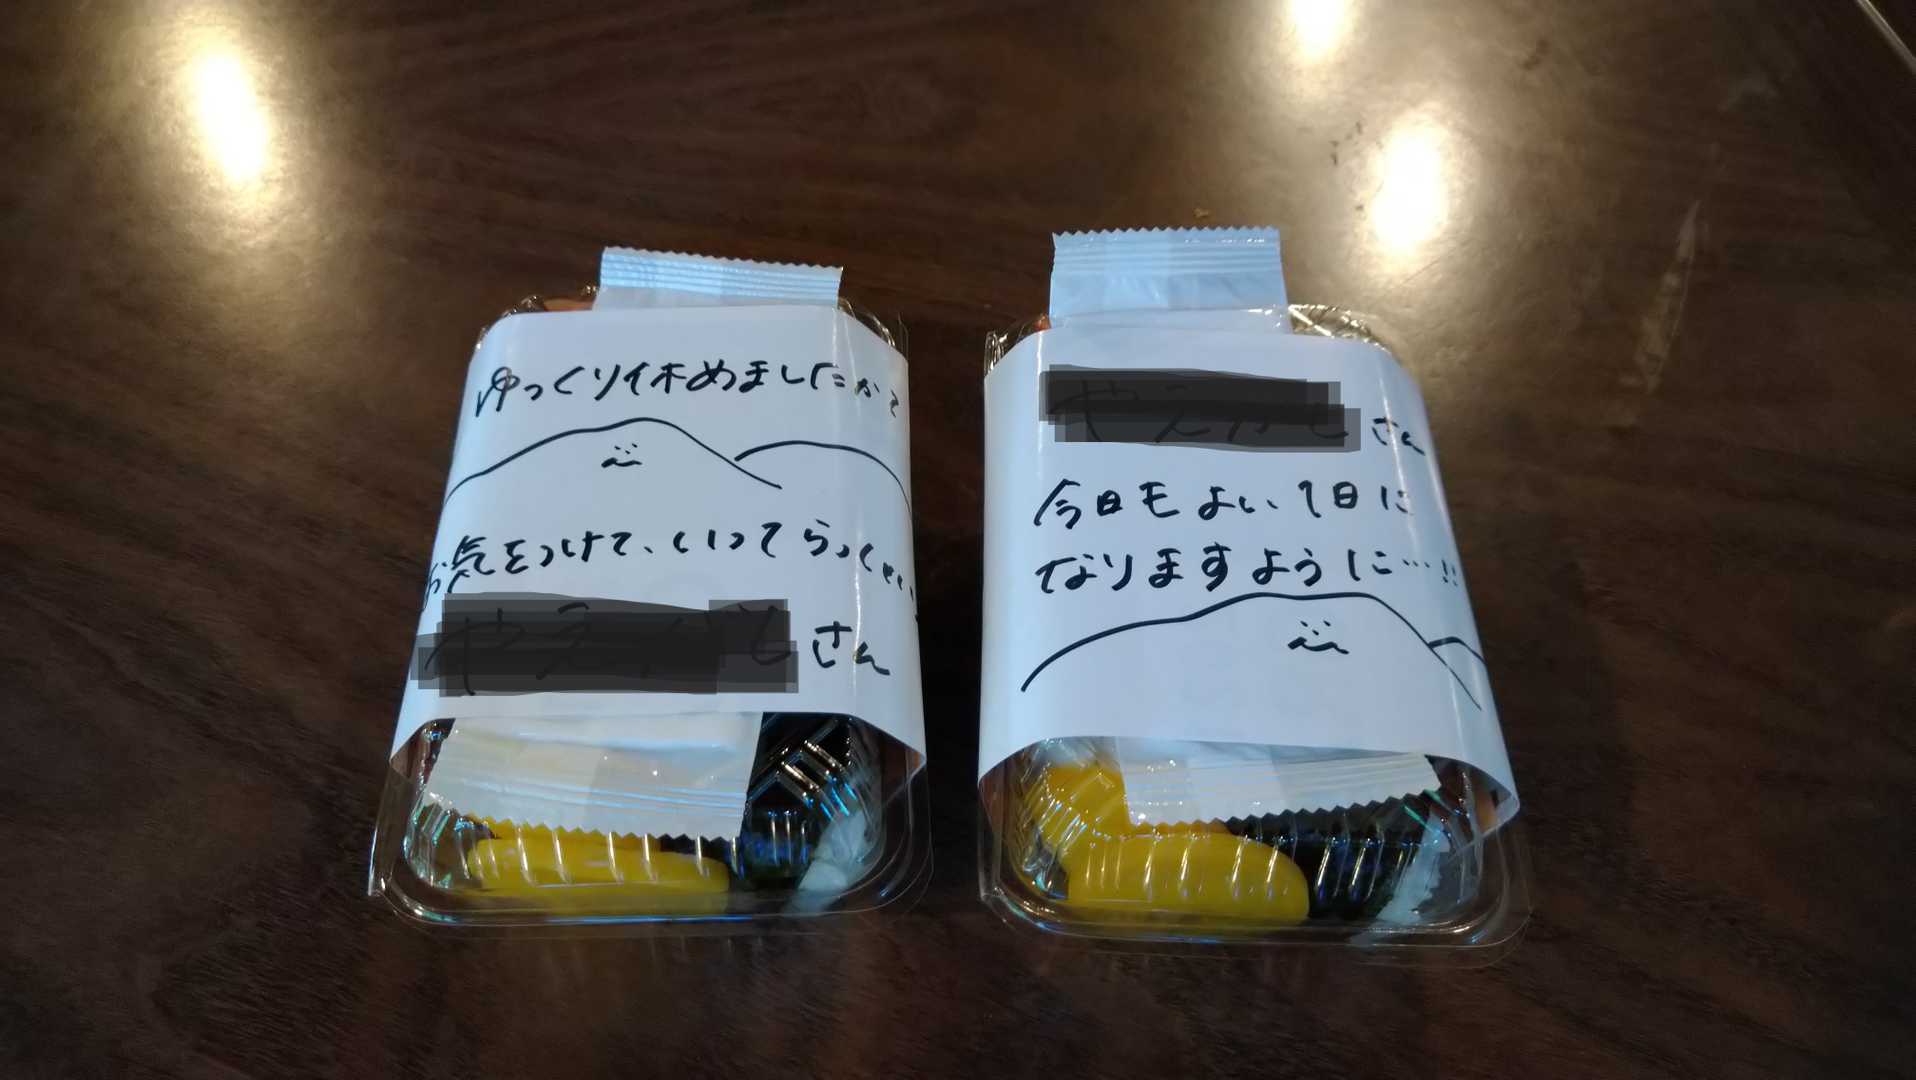 ゆっくり休めましたか?
お気をつけて、いってらっしゃい
さん
さん
今日もよい1日に
なりますように…!!